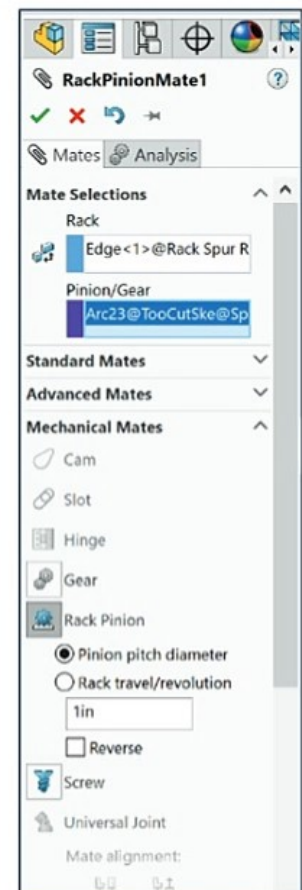 RackPinionMate1
Mates
Analysis
Mate Selections
Rack
Edge<1>@Rack Spur R
Pinion/Gear
Arc23@TooCutSke@Sp
Standard Mates
Advanced Mates
Mechanical Mates
Cam
Slot
Hinge
Gear
Rack Pinion
Pinion pitch diameter
Rack travel/revolution
1in
Reverse
Screw
Universal Joint
Mate alignment: